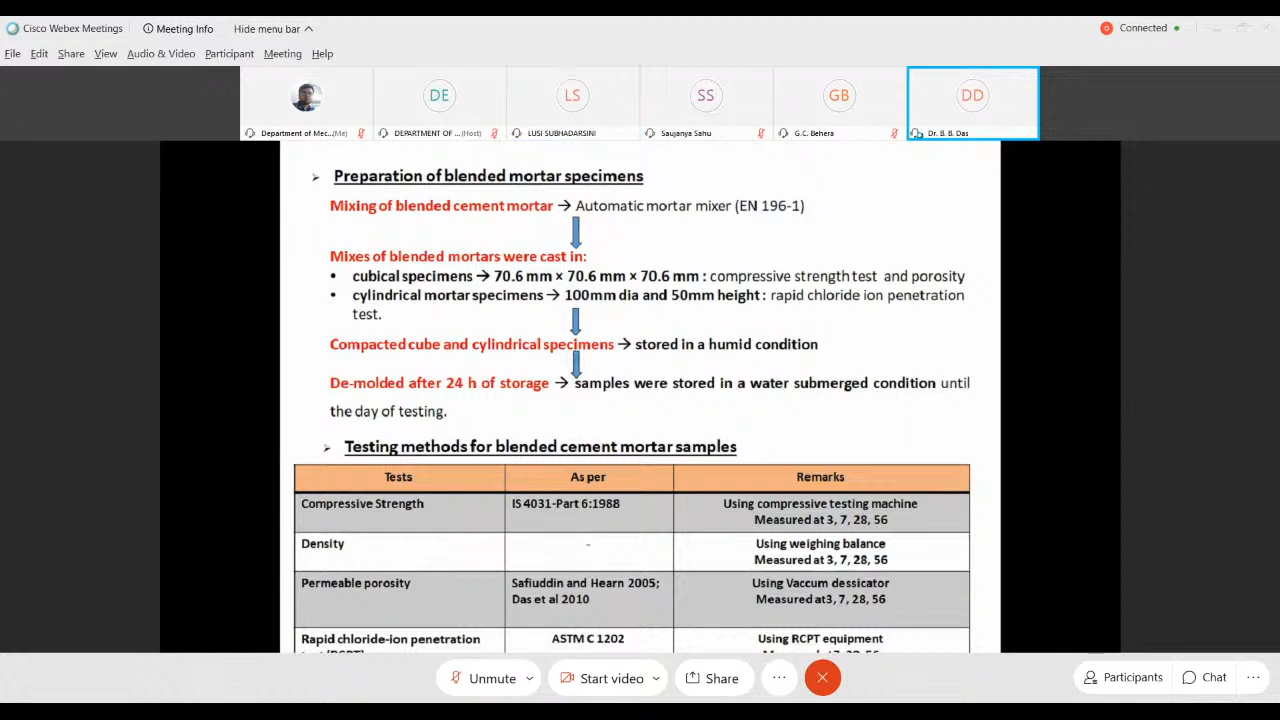 Cisco Webex Meetings
Meeting Info
Hide menu bar
Connected
File Edit Share View Audio & Video Participant Meeting Help
DE LS SS GB DD
Department of Mec...(Me) DEPARTMENT OF ...(Host) LUSI SUBHADARSINI Saujanya Sahu G.C. Behera Dr. B. B. Das
➢ Preparation of blended mortar specimens
Mixing of blended cement mortar → Automatic mortar mixer (EN 196-1)
Mixes of blended mortars were cast in:
• cubical specimens → 70.6 mm × 70.6 mm × 70.6 mm : compressive strength test and porosity
• cylindrical mortar specimens → 100mm dia and 50mm height : rapid chloride ion penetration
test.
Compacted cube and cylindrical specimens → stored in a humid condition
De-molded after 24 h of storage → samples were stored in a water submerged condition until
the day of testing.
➢ Testing methods for blended cement mortar samples
Tests As per Remarks
Compressive Strength IS 4031-Part 6:1988 Using compressive testing machine
Measured at 3, 7, 28, 56
Density - Using weighing balance
Measured at 3, 7, 28, 56
Permeable porosity Safiuddin and Hearn 2005; Using Vaccum dessicator
Das et al 2010 Measured at3, 7, 28, 56
Rapid chloride-ion penetration ASTM C 1202 Using RCPT equipment
Unmute Start video Share Participants Chat